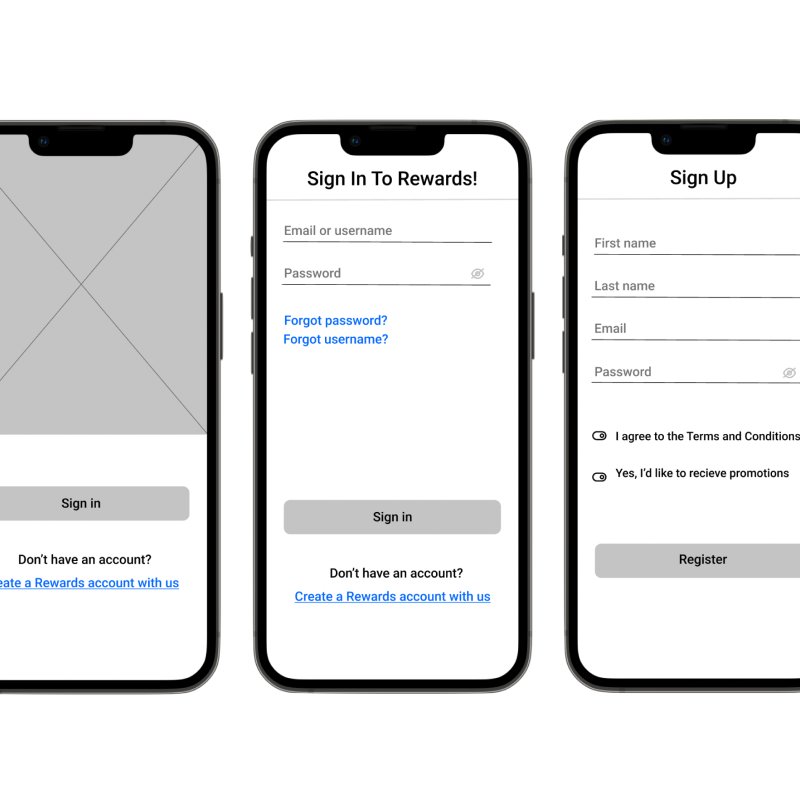 Sign in
Don't have an account?
eate a Rewards account with us
Sign In To Rewards!
Email or username
Password
Forgot password?
Forgot username?
Sign in
Don't have an account?
Create a Rewards account with us
Sign Up
First name
Last name
Email
Password
I agree to the Terms and Conditions
Yes, I'd like to recieve promotions
Register